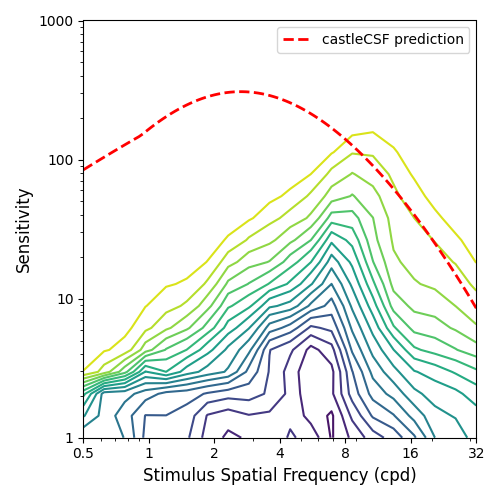 1000
castleCSF prediction
100
Sensitivity
10
1
0.5 1 2 4 8 16 32
Stimulus Spatial Frequency (cpd)